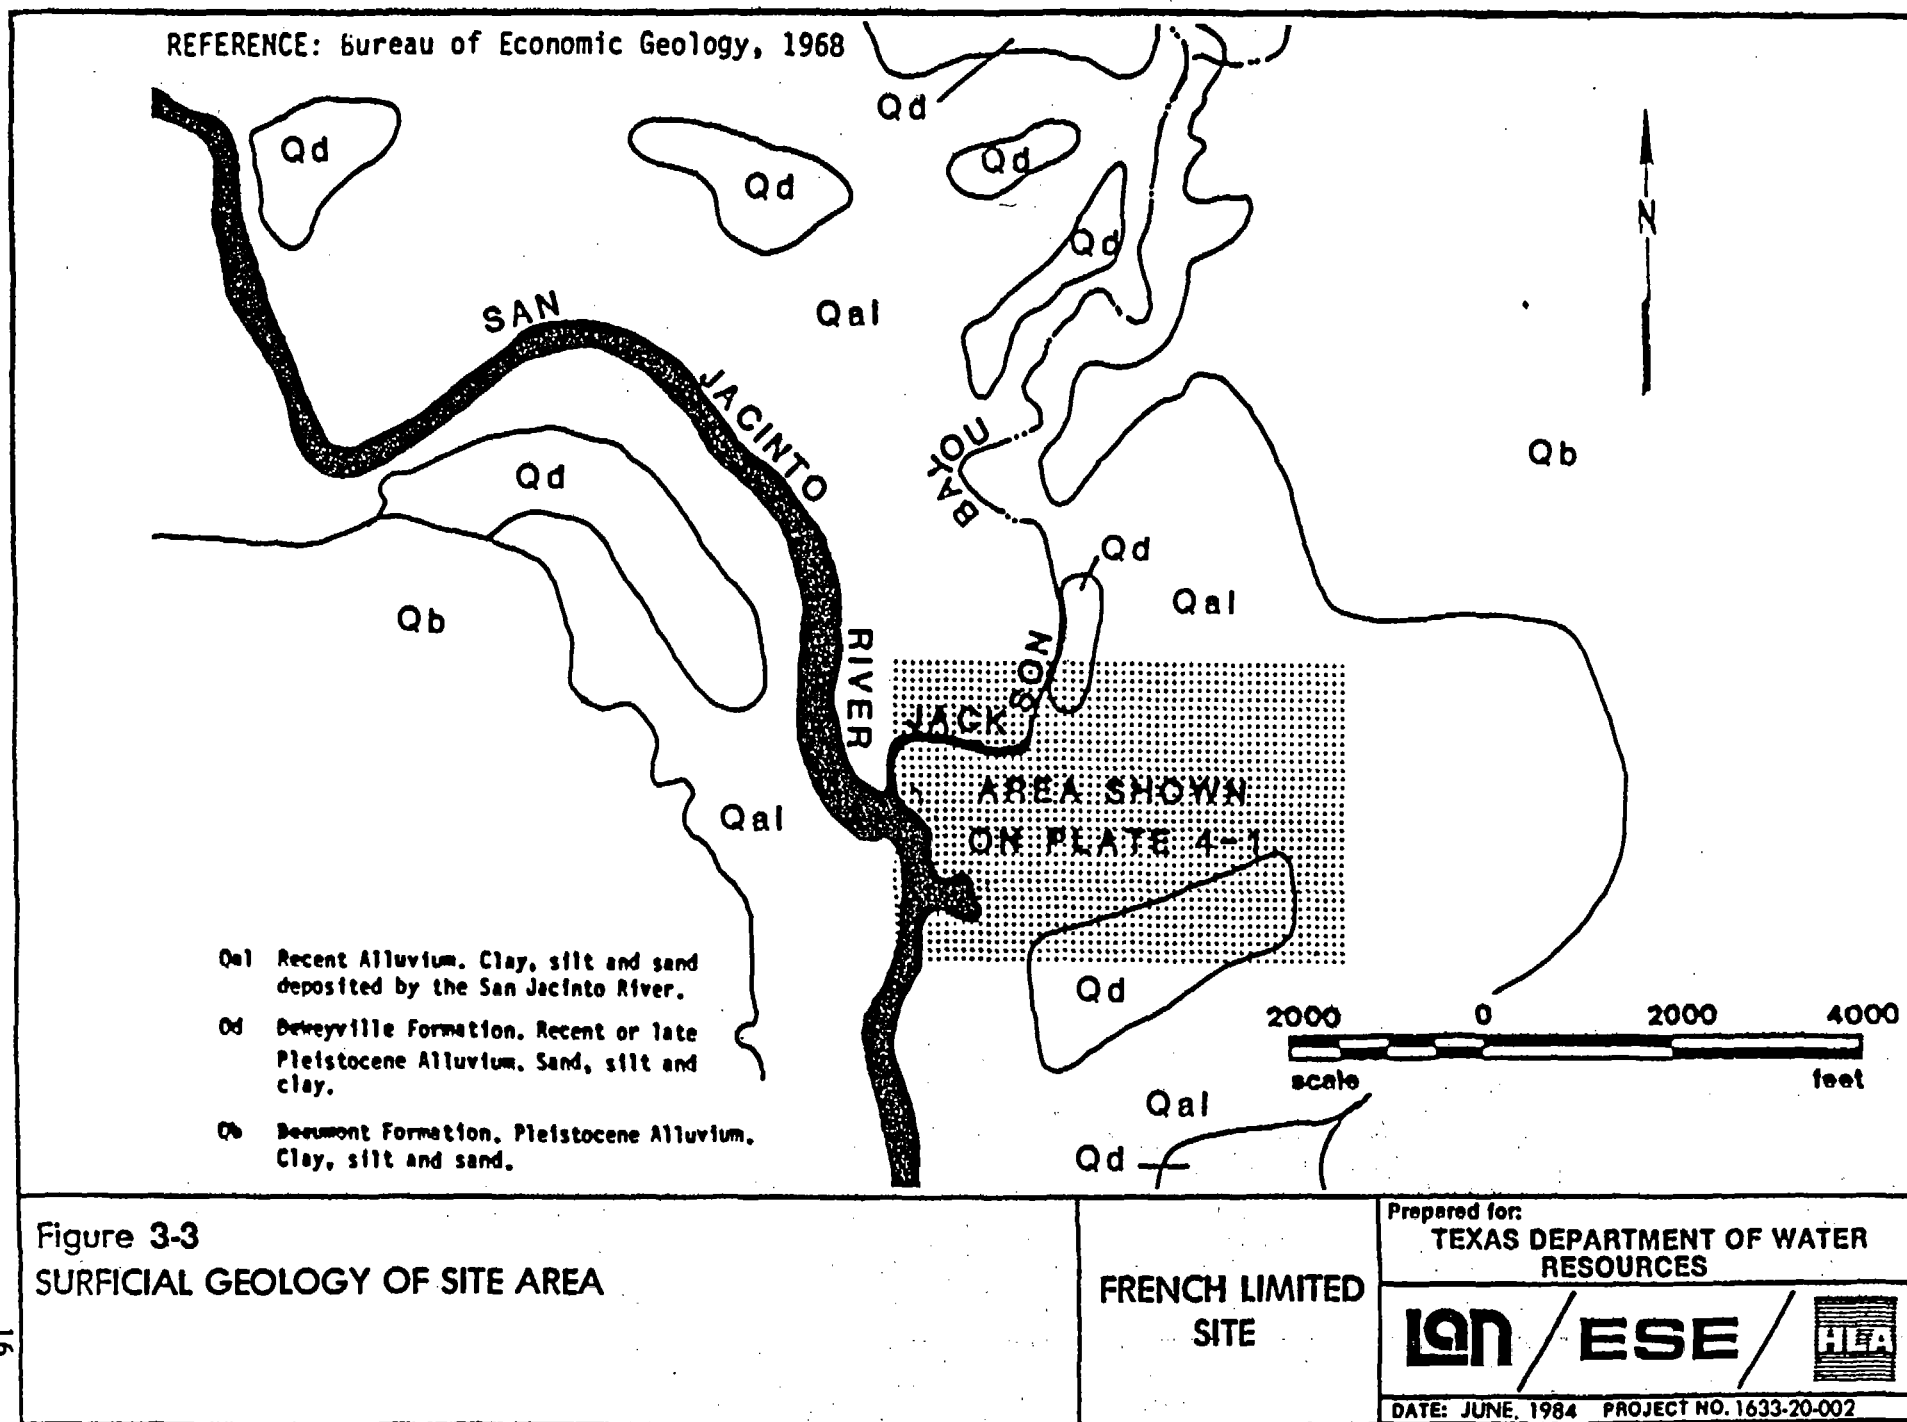 REFERENCE: Bureau of Economic Geology, 1968
Qd
Qd
Qd
Qd
Qd
N
SAN
Qal
JACINTO
BAYOU
Qb
Qd
Qd
Qal
Qb
RIVER
JACKSON
AREA SHOWN
ON PLATE 4-1
Qal
Qal Recent Alluvium. Clay, silt and sand
deposited by the San Jacinto River.
Qd Deweyville Formation. Recent or late
Pleistocene Alluvium. Sand, silt and
clay.
Qb Beaumont Formation. Pleistocene Alluvium.
Clay, silt and sand.
Qd
2000 0 2000 4000
scale feet
Qal
Qd
Figure 3-3
SURFICIAL GEOLOGY OF SITE AREA
FRENCH LIMITED
SITE
Prepared for:
TEXAS DEPARTMENT OF WATER
RESOURCES
LAN / ESE / HLA
DATE: JUNE, 1984 PROJECT NO. 1633-20-002
16